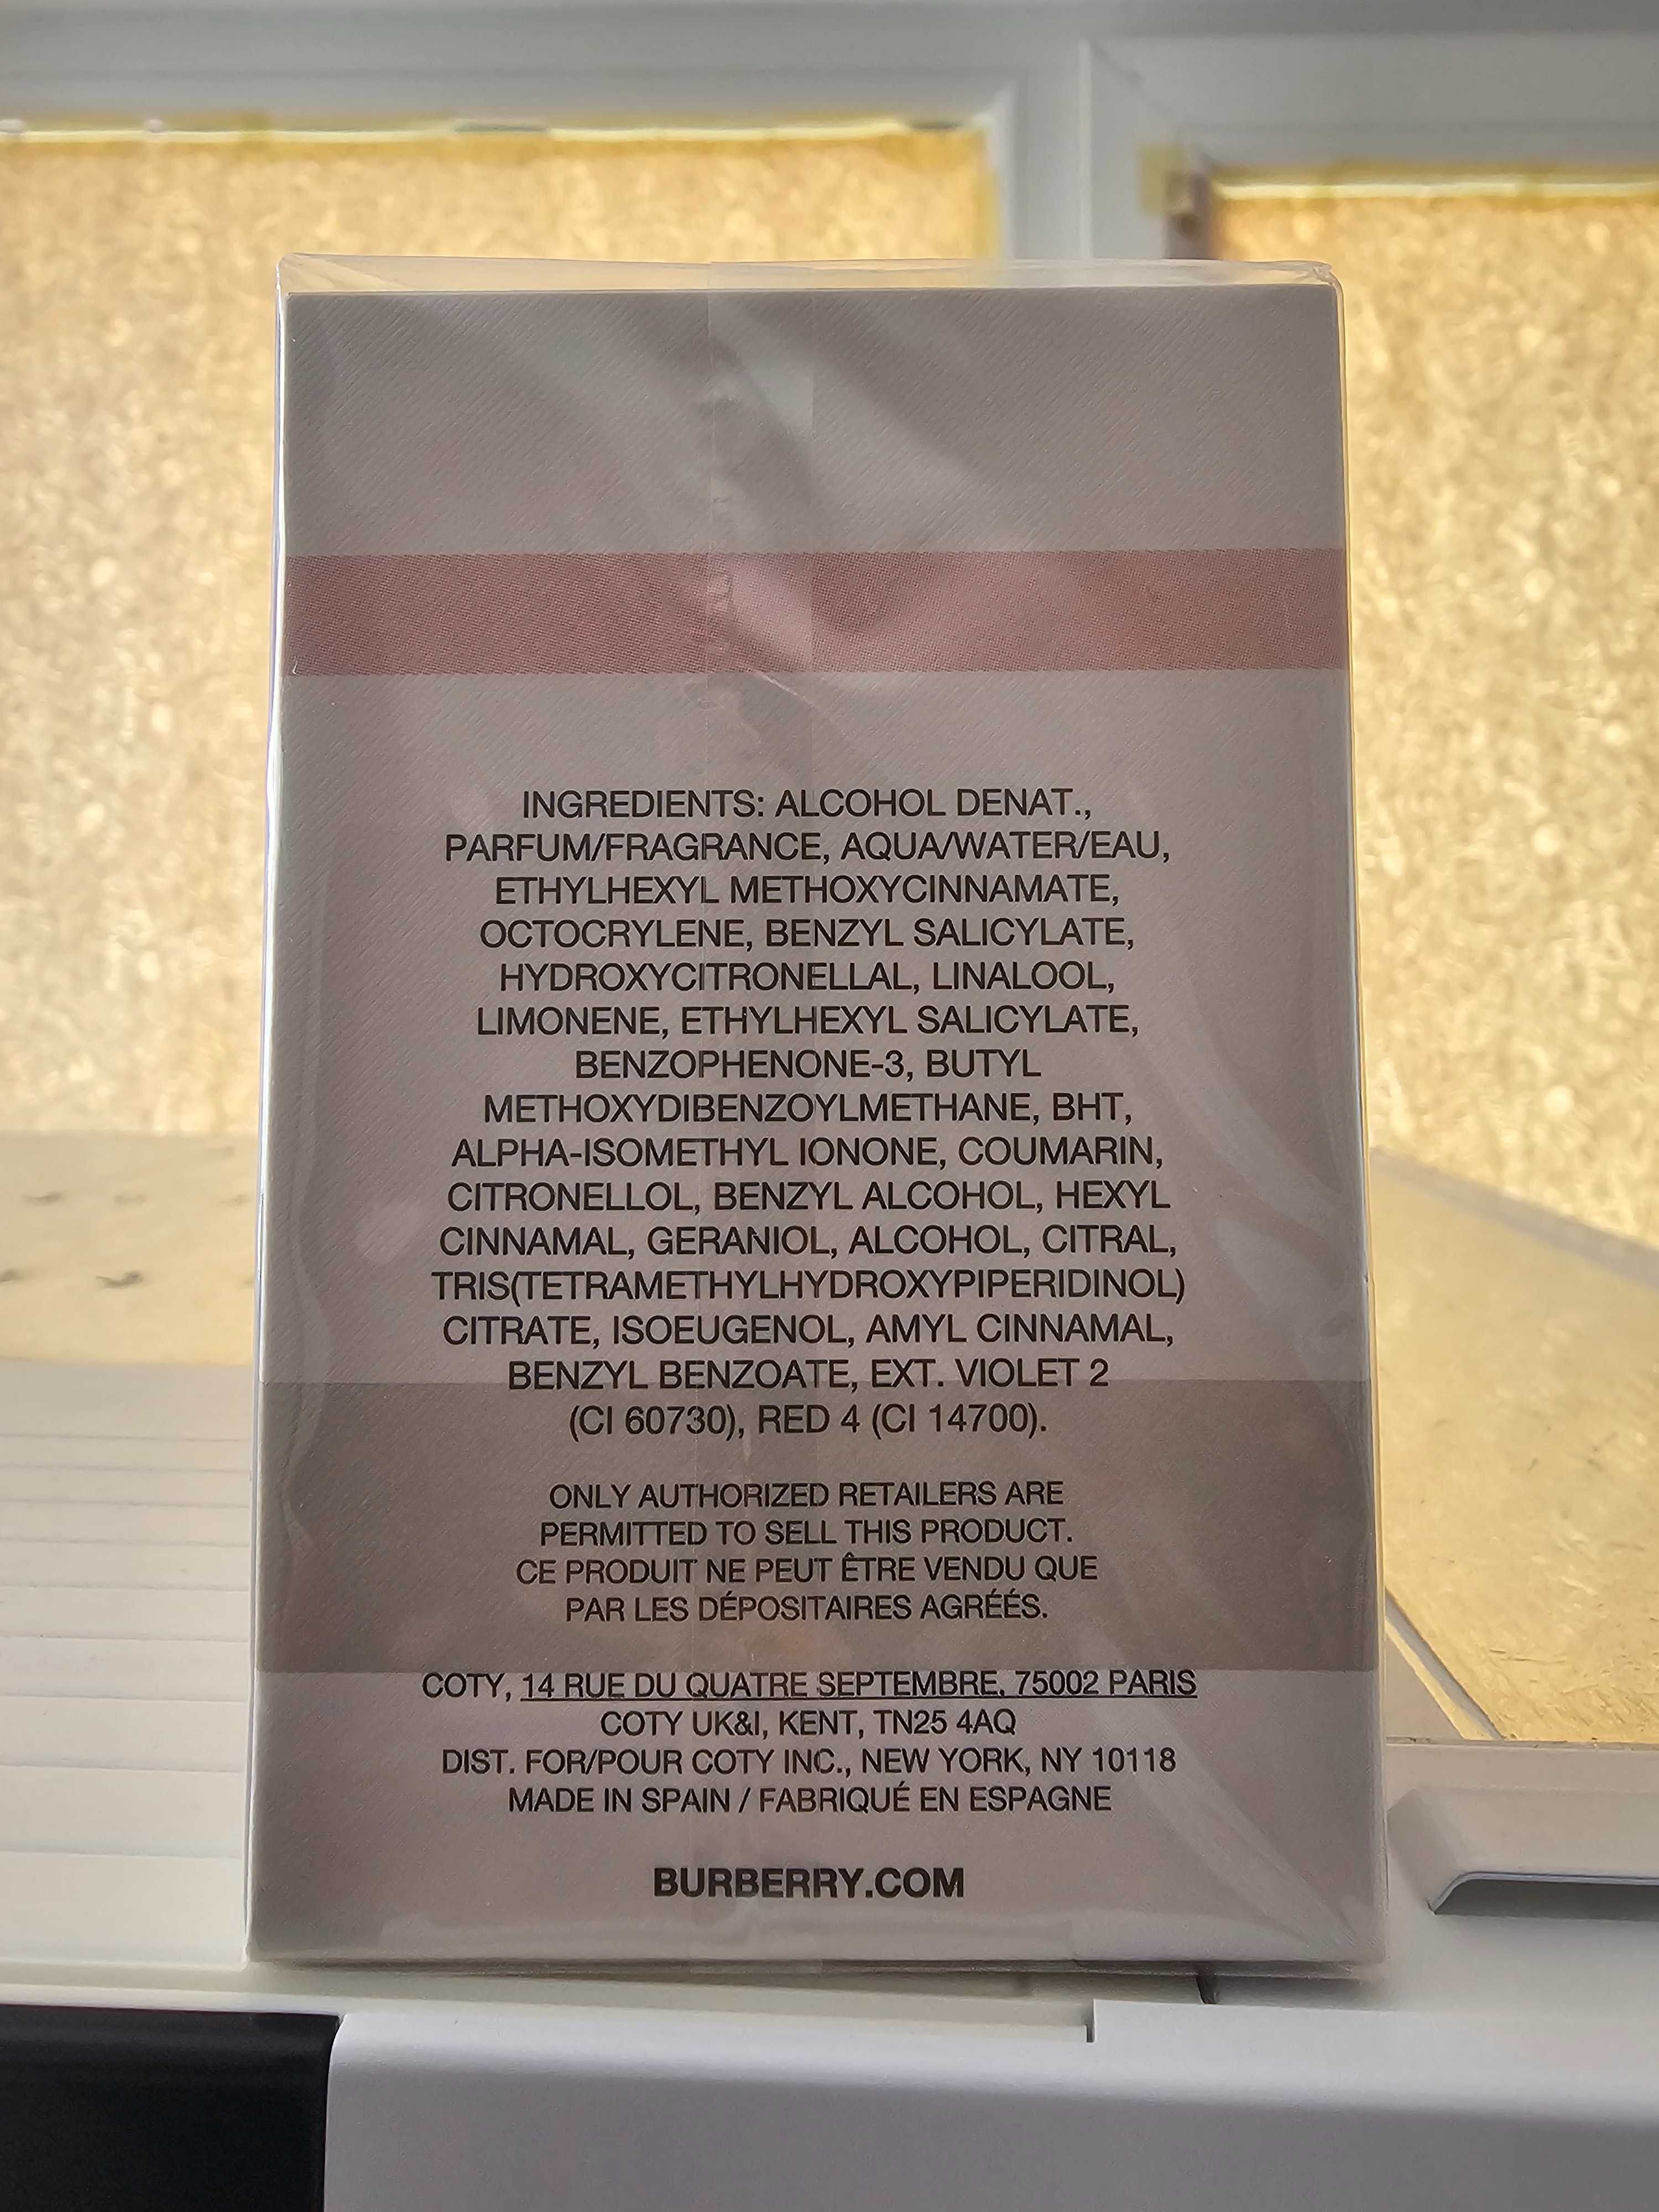 INGREDIENTS: ALCOHOL DENAT.,
PARFUM/FRAGRANCE, AQUA/WATER/EAU,
ETHYLHEXYL METHOXYCINNAMATE,
OCTOCRYLENE, BENZYL SALICYLATE,
HYDROXYCITRONELLAL, LINALOOL,
LIMONENE, ETHYLHEXYL SALICYLATE,
BENZOPHENONE-3, BUTYL
METHOXYDIBENZOYLMETHANE, BHT,
ALPHA-ISOMETHYL IONONE, COUMARIN,
CITRONELLOL, BENZYL ALCOHOL, HEXYL
CINNAMAL, GERANIOL, ALCOHOL, CITRAL,
TRIS(TETRAMETHYLHYDROXYPIPERIDINOL)
CITRATE, ISOEUGENOL, AMYL CINNAMAL,
BENZYL BENZOATE, EXT. VIOLET 2
(CI 60730), RED 4 (CI 14700).
ONLY AUTHORIZED RETAILERS ARE
PERMITTED TO SELL THIS PRODUCT.
CE PRODUIT NE PEUT ÊTRE VENDU QUE
PAR LES DÉPOSITAIRES AGRÉÉS.
COTY, 14 RUE DU QUATRE SEPTEMBRE, 75002 PARIS
COTY UK&I, KENT, TN25 4AQ
DIST. FOR/POUR COTY INC., NEW YORK, NY 10118
MADE IN SPAIN / FABRIQUÉ EN ESPAGNE
BURBERRY.COM